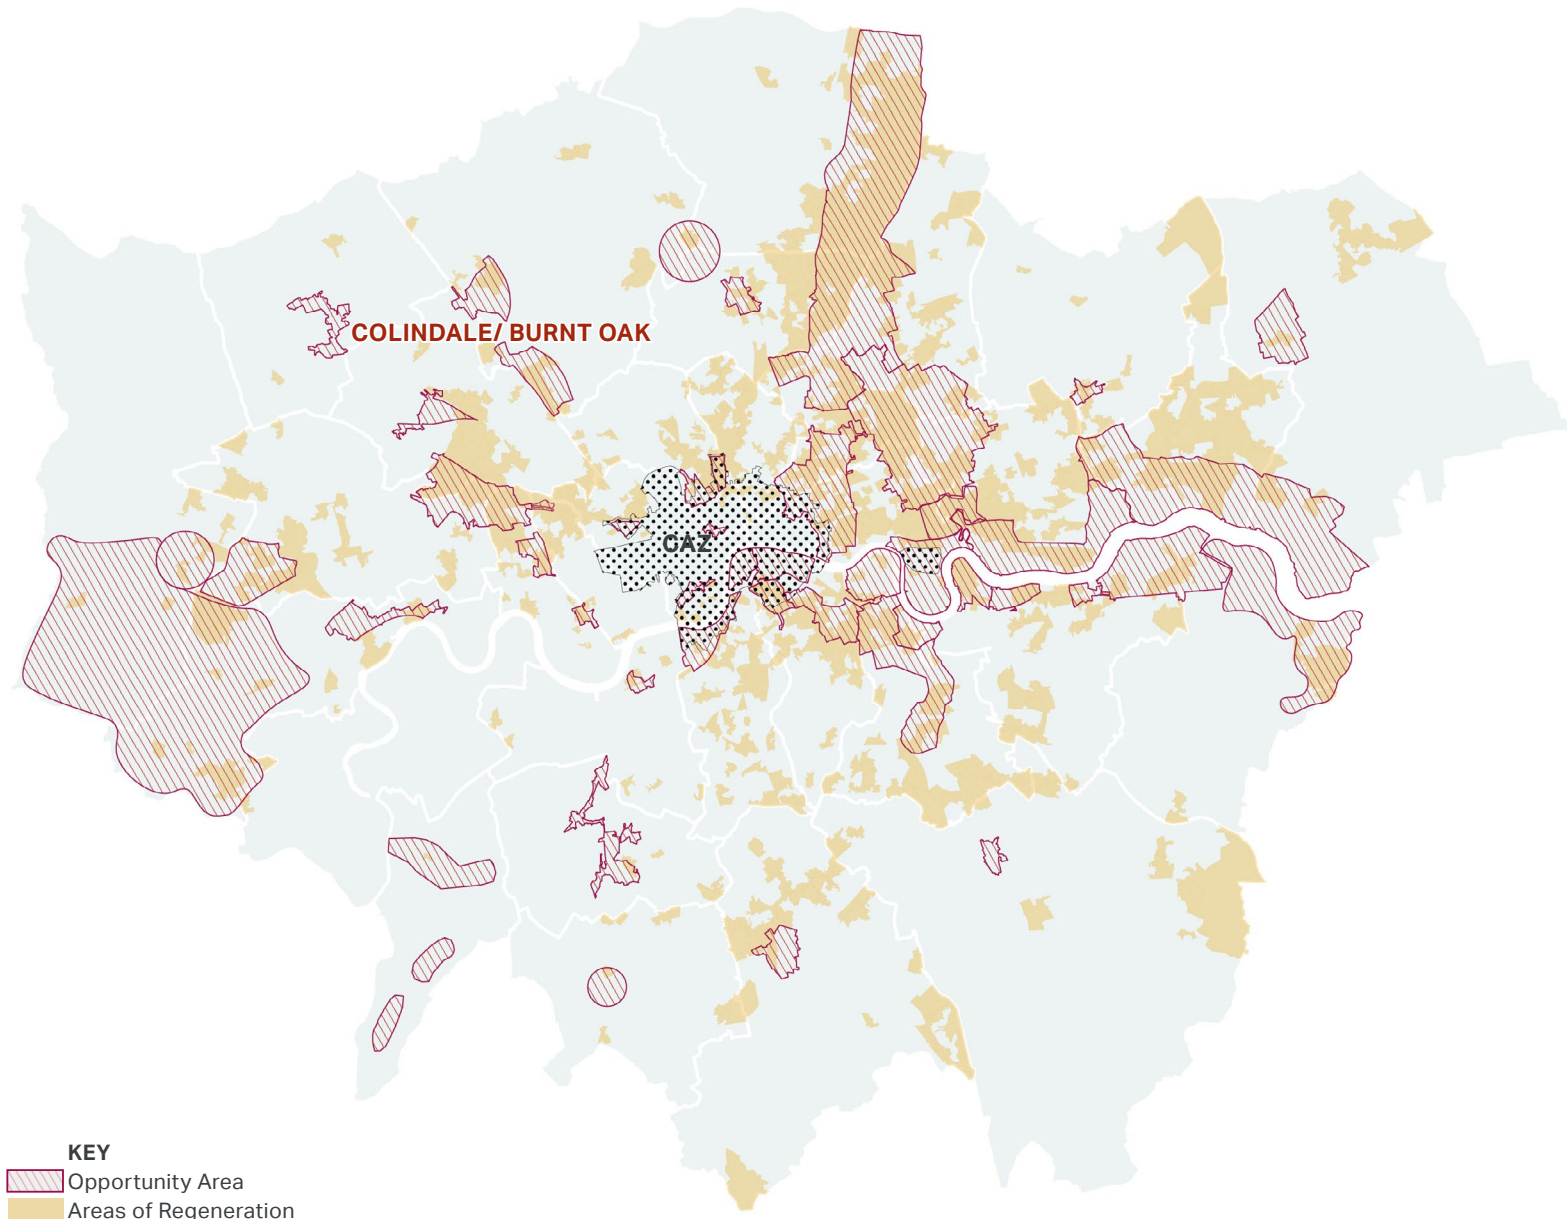 COLINDALE/ BURNT OAK
CAZ
KEY
Opportunity Area
Areas of Regeneration